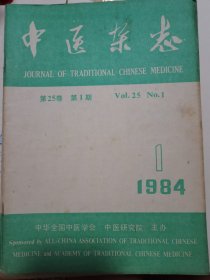 中医杂志
JOURNAL OF TRADITIONAL CHINESE MEDICINE
第25卷 第1期 Vol.25 No.1
1
1984
中华全国中医学会 中医研究院 主办
Sponsored by ALL-CHINA ASSOCIATION OF TRADITIONAL CHINESE
MEDICINE and ACADEMY OF TRADITIONAL CHINESE MEDICINE